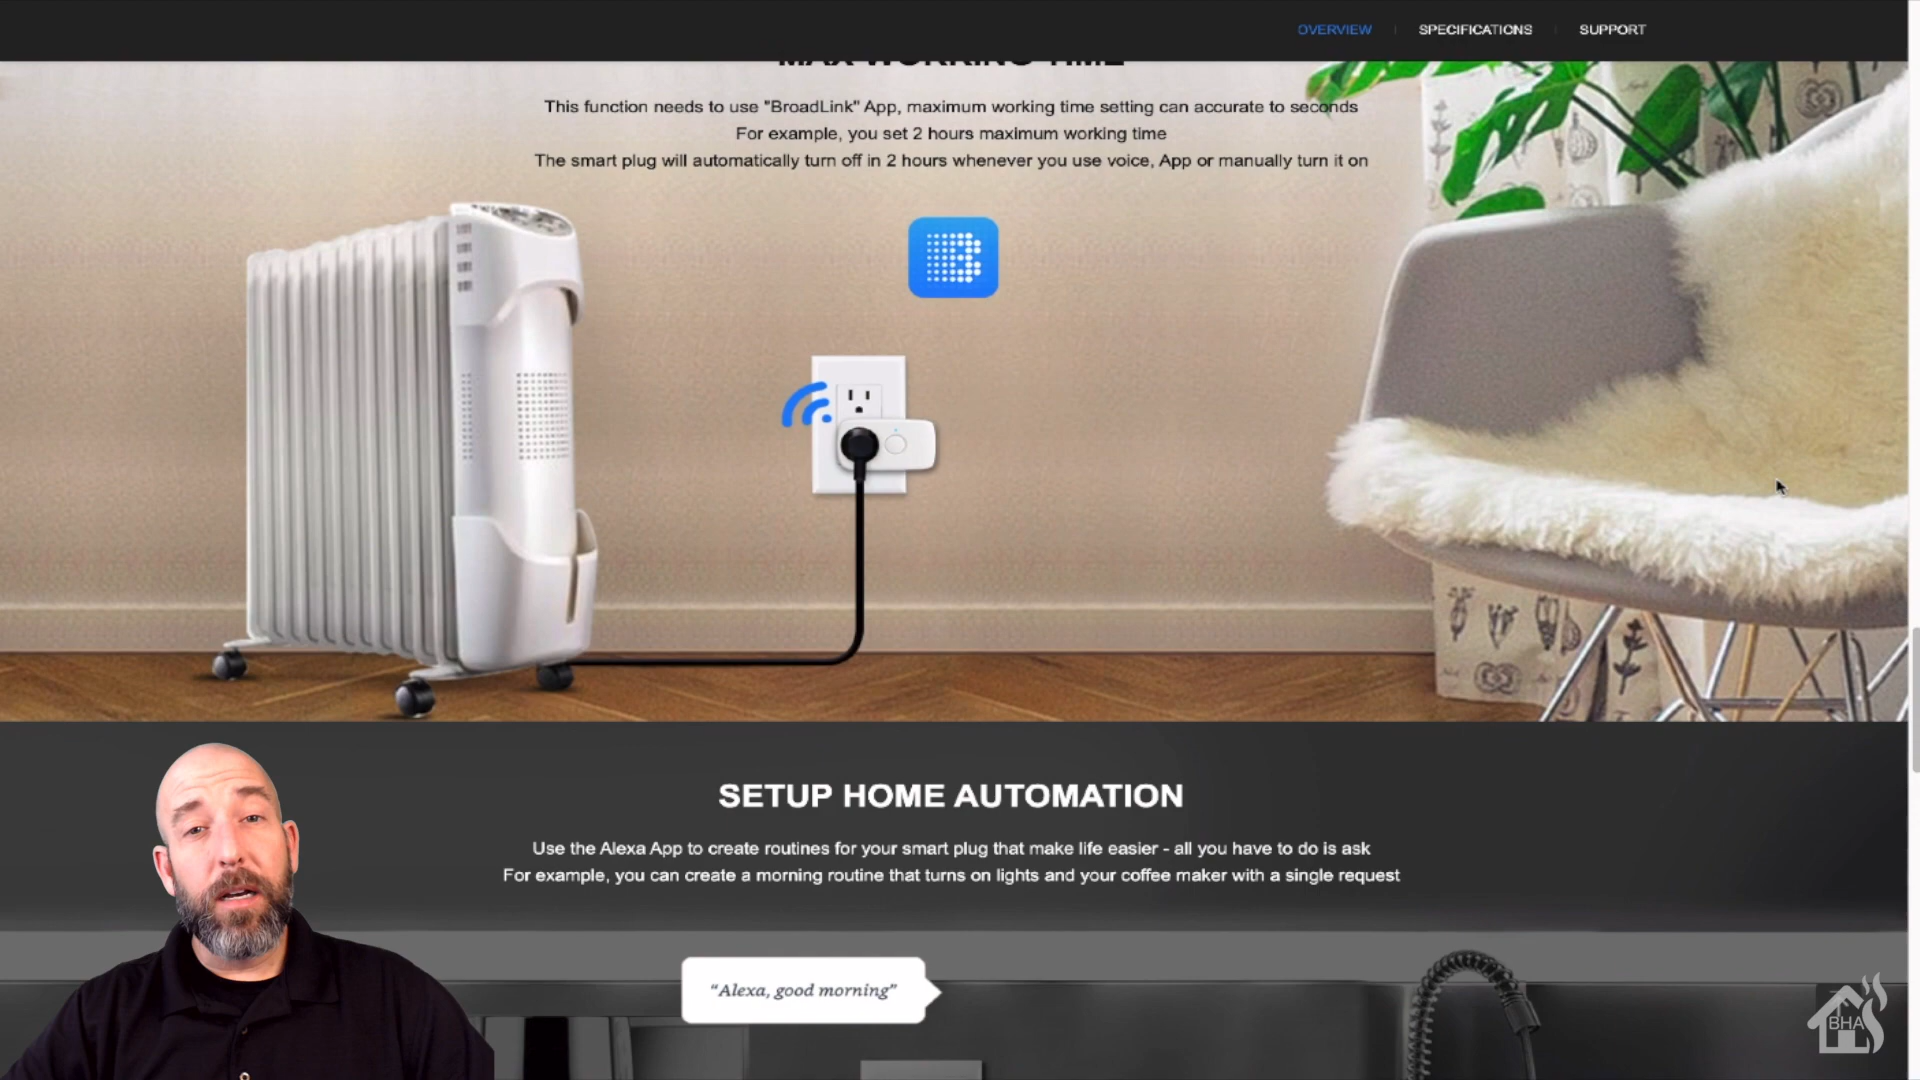 OVERVIEW
SPECIFICATIONS
SUPPORT
MAX WORKING TIME
This function needs to use "BroadLink" App, maximum working time setting can accurate to seconds
For example, you set 2 hours maximum working time
The smart plug will automatically turn off in 2 hours whenever you use voice, App or manually turn it on
SETUP HOME AUTOMATION
Use the Alexa App to create routines for your smart plug that make life easier - all you have to do is ask
For example, you can create a morning routine that turns on lights and your coffee maker with a single request
“Alexa, good morning”
BHA